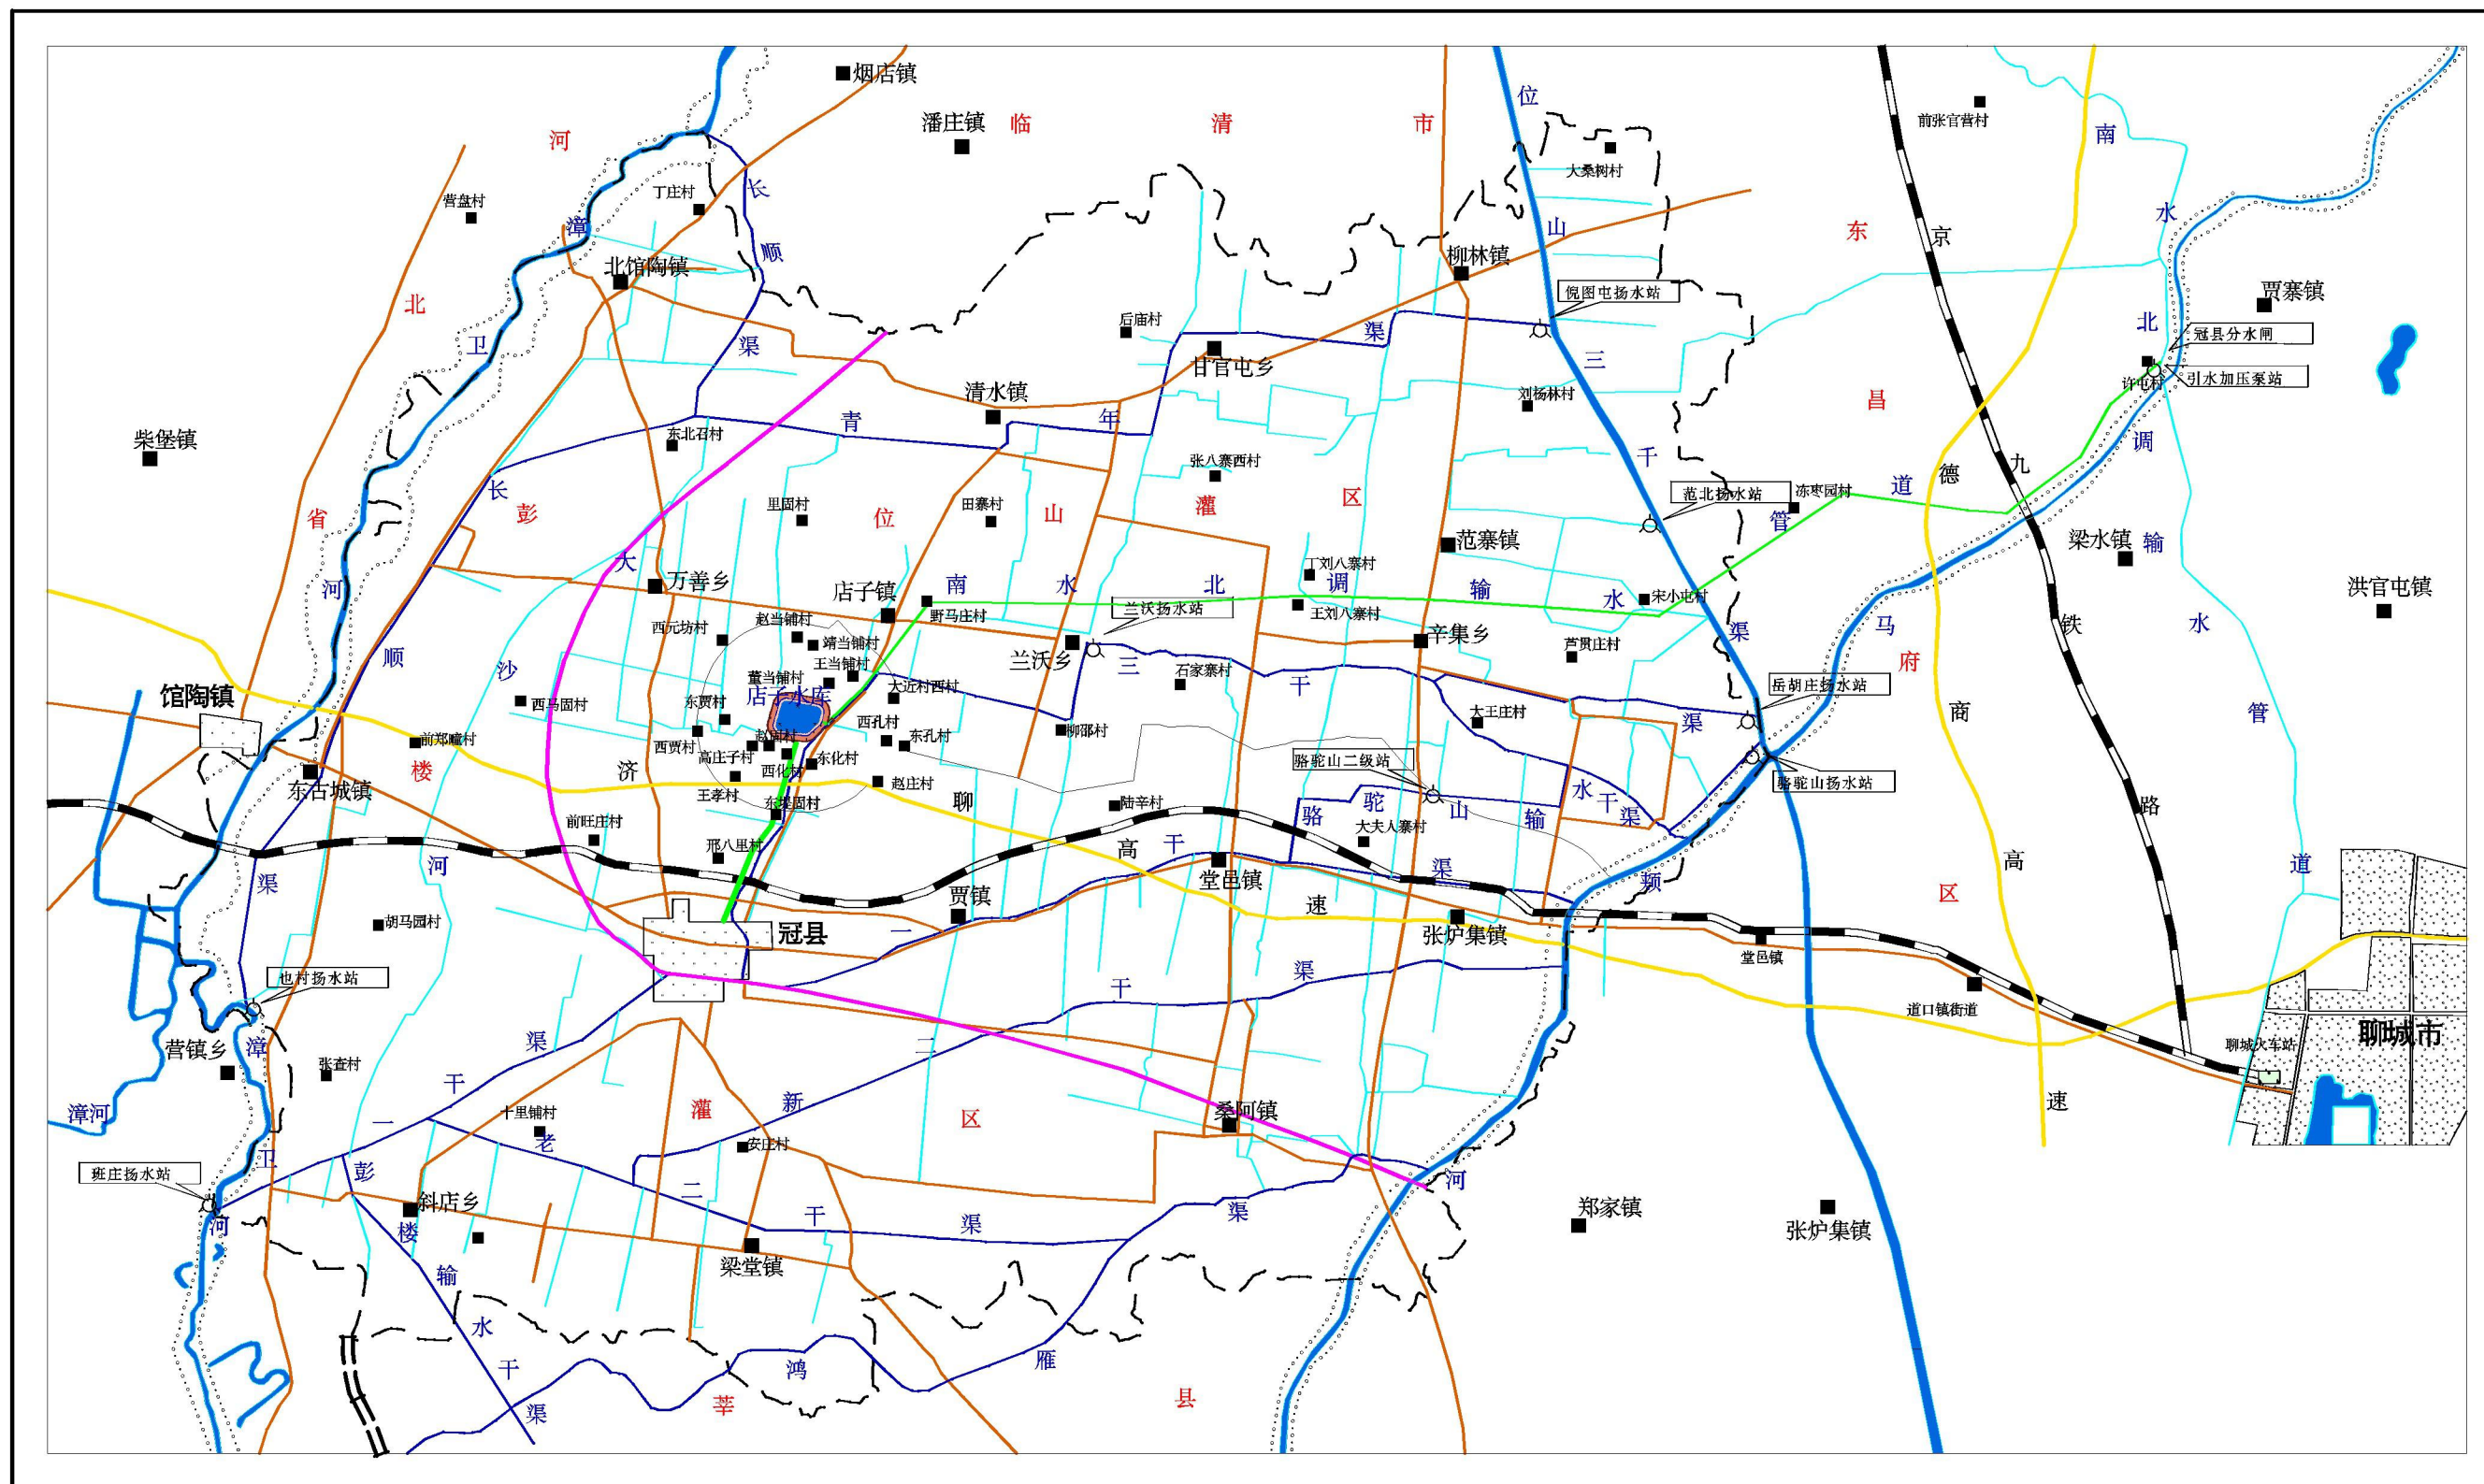 烟店镇
潘庄镇
临清市
河北省
营盘村
丁庄村
北馆陶镇
长顺渠
漳卫河
柴堡镇
清水镇
东北召村
青年渠
后庙村
甘官屯乡
柳林镇
大桑树村
前张官营村
位山三干渠
倪图屯扬水站
刘杨林村
东昌府区
京九铁路
德商高速
南水北调输水管道
贾寨镇
冠县分水闸
许屯村
引水加压泵站
梁水镇
洪官屯镇
长顺渠
彭楼灌区
位山灌区
里固村
田寨村
张八寨西村
范寨镇
范北扬水站
冻枣园村
大沙河
万善乡
店子镇
野马庄村
南水北调输水管道
丁刘八寨村
王刘八寨村
宋小屯村
兰沃扬水站
兰沃乡
辛集乡
芦贯庄村
西元坊村
赵当铺村
靖当铺村
王当铺村
董当铺村
店子水库
大近村西村
石家寨村
三干渠
岳胡庄扬水站
马颊河
馆陶镇
西马固村
东贾村
西贾村
高庄子村
赵固村
西化村
东化村
西孔村
东孔村
柳邵村
大王庄村
骆驼山二级站
骆驼山扬水站
前郑疃村
东古城镇
济聊高速
王孝村
赵庄村
东堤固村
陆辛村
骆驼山输水干渠
大夫人寨村
前旺庄村
邢八里村
堂邑镇
一干渠
贾镇
冠县
张炉集镇
堂邑镇
胡马园村
也村扬水站
营镇乡
漳卫河
漳河
张查村
一干渠
新二干渠
道口镇街道
聊城火车站
聊城市
十里铺村
老二干渠
安庄村
桑阿镇
班庄扬水站
彭楼输水干渠
斜店乡
梁堂镇
郑家镇
张炉集镇
鸿雁渠
莘县